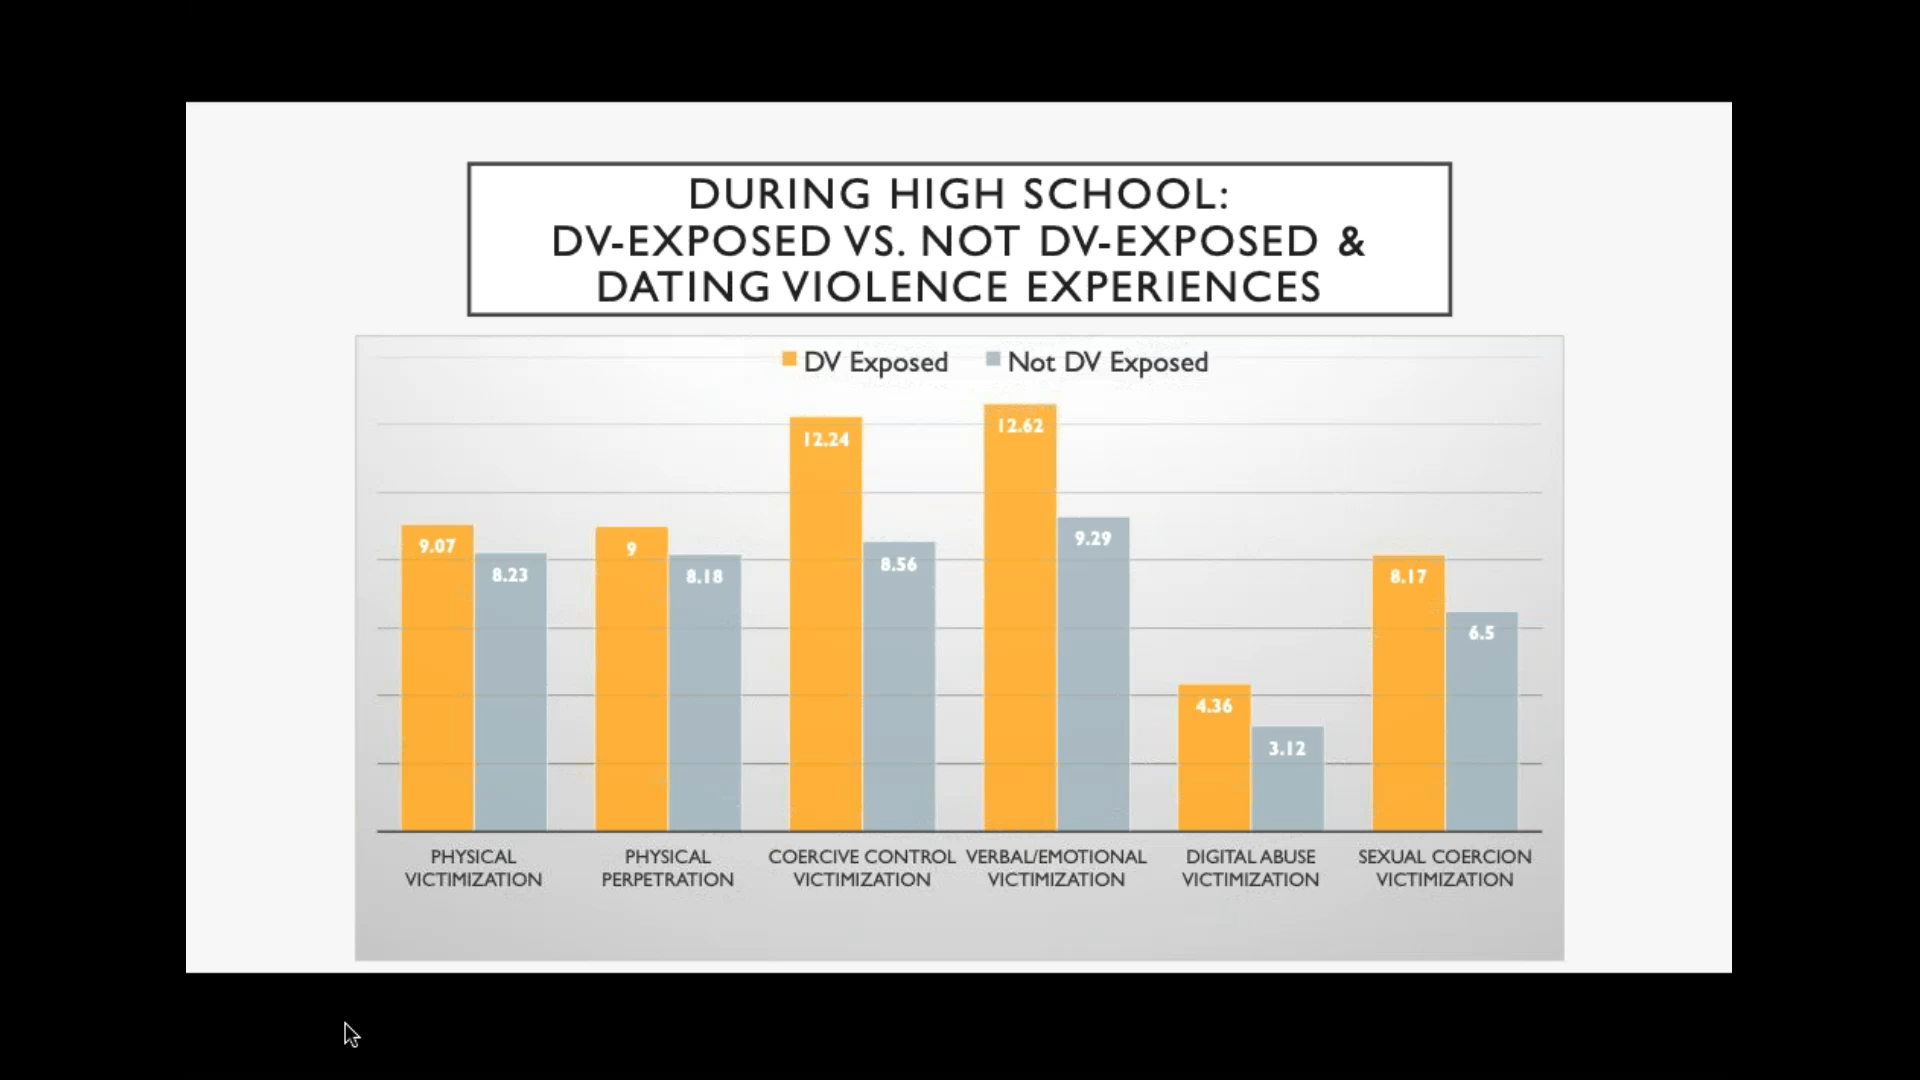 DURING HIGH SCHOOL:
DV-EXPOSED VS. NOT DV-EXPOSED &
DATING VIOLENCE EXPERIENCES
DV Exposed Not DV Exposed
9.07
8.23
9
8.18
12.24
8.56
12.62
9.29
4.36
3.12
8.17
6.5
PHYSICAL
VICTIMIZATION
PHYSICAL
PERPETRATION
COERCIVE CONTROL
VICTIMIZATION
VERBAL/EMOTIONAL
VICTIMIZATION
DIGITAL ABUSE
VICTIMIZATION
SEXUAL COERCION
VICTIMIZATION